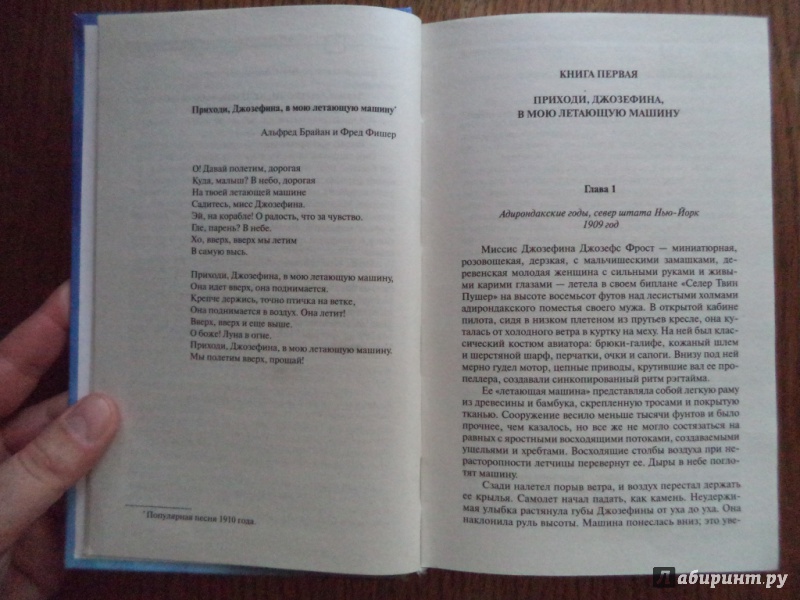 Приходи, Джозефина, в мою летающую машину*
Альфред Брайан и Фред Фишер
О! Давай полетим, дорогая
Куда, малыш? В небо, дорогая
На твоей летающей машине
Садитесь, мисс Джозефина.
Эй, на корабле! О радость, что за чувство.
Где, парень? В небе.
Хо, вверх, вверх мы летим
В самую высь.
Приходи, Джозефина, в мою летающую машину,
Она идет вверх, она поднимается.
Крепче держись, точно птичка на ветке,
Она поднимается в воздух. Она летит!
Вверх, вверх и еще выше.
О боже! Луна в огне.
Приходи, Джозефина, в мою летающую машину.
Мы полетим вверх, прощай!
* Популярная песня 1910 года.
КНИГА ПЕРВАЯ
ПРИХОДИ, ДЖОЗЕФИНА,
В МОЮ ЛЕТАЮЩУЮ МАШИНУ
Глава 1
Адирондакские годы, север штата Нью-Йорк
1909 год
Миссис Джозефина Джозефс Фрост — миниатюрная,
розовощекая, дерзкая, с мальчишескими замашками, де-
ревенская молодая женщина с сильными руками и живы-
ми карими глазами — летела в своем биплане «Селер Твин
Пушер» на высоте восемьсот футов над лесистыми холмами
адирондакского поместья своего мужа. В открытой кабине
пилота, сидя в низком плетеном из прутьев кресле, она ку-
талась от холодного ветра в куртку на меху. На ней был клас-
сический костюм авиатора: брюки-галифе, кожаный шлем
и шерстяной шарф, перчатки, очки и сапоги. Внизу под ней
мерно гудел мотор, цепные приводы, крутившие вал ее про-
пеллера, создавали синкопированный ритм рэгтайма.
Ее «летающая машина» представляла собой легкую раму
из древесины и бамбука, скрепленную тросами и покрытую
тканью. Сооружение весило меньше тысячи фунтов и было
прочнее, чем казалось, но все же не могло состязаться на
равных с яростными восходящими потоками, создаваемыми
ущельями и хребтами. Восходящие столбы воздуха при не-
расторопности летчицы перевернут ее. Дыры в небе погло-
тят машину.
Сзади налетел порыв ветра, и воздух перестал держать
ее крылья. Самолет начал падать, как камень. Неудержи-
мая улыбка растянула губы Джозефины от уха до уха. Она
наклонила руль высоты. Машина понеслась вниз; это уве-
Лабиринт.ру